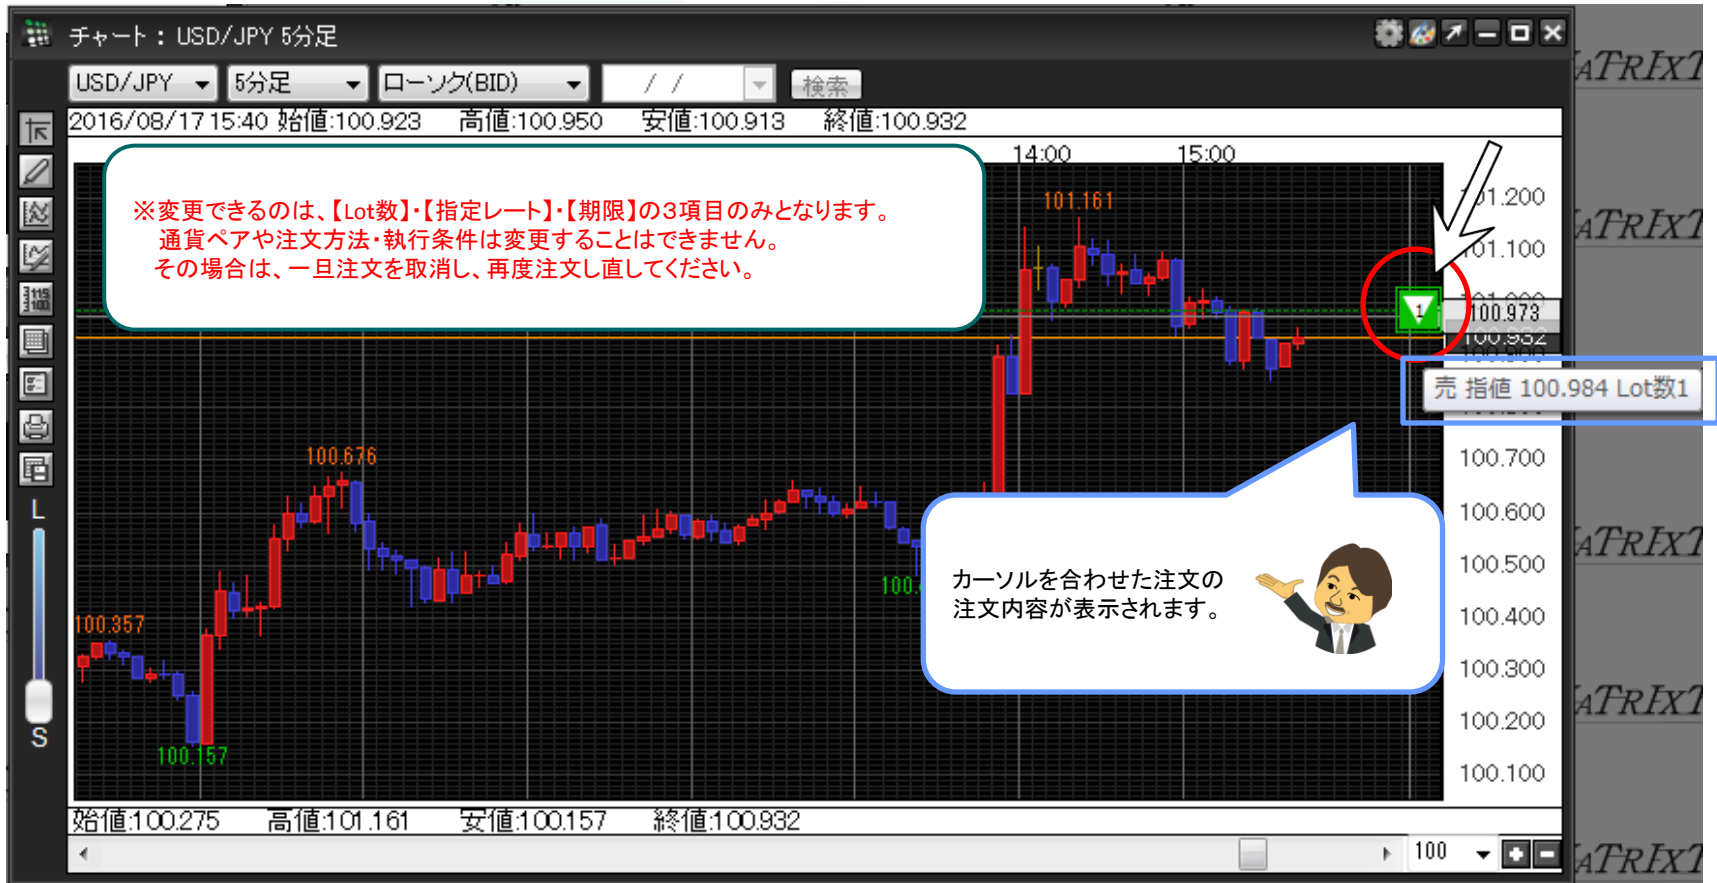 チャート：USD/JPY 5分足
USD/JPY 5分足 ローソク(BID) / / 検索
2016/08/17 15:40 始値:100.923 高値:100.950 安値:100.913 終値:100.932
14:00 15:00
※変更できるのは、【Lot数】・【指定レート】・【期限】の3項目のみとなります。
通貨ペアや注文方法・執行条件は変更することはできません。
その場合は、一旦注文を取消し、再度注文し直してください。
101.161
101.100
1
100.973
100.932
売 指値 100.984 Lot数1
100.676
100.700
100.600
カーソルを合わせた注文の
注文内容が表示されます。
100.500
100.400
100.357
100.300
100.200
100.157
100.100
115
100
L
S
始値:100.275 高値:101.161 安値:100.157 終値:100.932
100